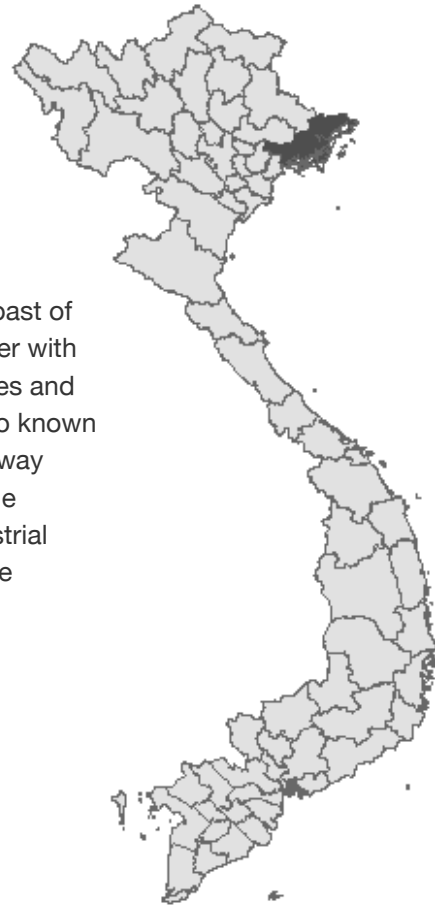 oast of
er with
es and
o known
way
e
strial
e